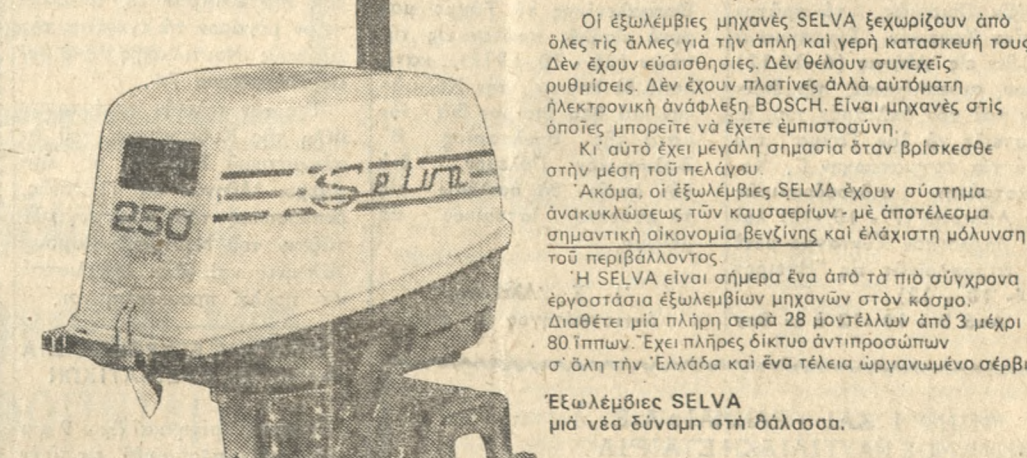 Οἱ ἐξωλέμβιες μηχανὲς SELVA ξεχωρίζουν ἀπὸ
ὅλες τὶς ἄλλες γιὰ τὴν ἁπλὴ καὶ γερὴ κατασκευή τους
Δὲν ἔχουν εὐαισθησίες. Δὲν θέλουν συνεχεῖς
ρυθμίσεις. Δὲν ἔχουν πλατίνες ἀλλὰ αὐτόματη
ἠλεκτρονικὴ ἀνάφλεξη BOSCH. Εἶναι μηχανὲς στὶς
ὁποῖες μπορεῖτε νὰ ἔχετε ἐμπιστοσύνη.
Κι' αὐτὸ ἔχει μεγάλη σημασία ὅταν βρίσκεσθε
στὴν μέση τοῦ πελάγου.
Ἀκόμα, οἱ ἐξωλέμβιες SELVA ἔχουν σύστημα
ἀνακυκλώσεως τῶν καυσαερίων - μὲ ἀποτέλεσμα
σημαντικὴ οἰκονομία βενζίνης καὶ ἐλάχιστη μόλυνση
τοῦ περιβάλλοντος.
Ἡ SELVA εἶναι σήμερα ἕνα ἀπὸ τὰ πιὸ σύγχρονα
ἐργοστάσια ἐξωλεμβίων μηχανῶν στὸν κόσμο.
Διαθέτει μία πλήρη σειρὰ 28 μοντέλλων ἀπὸ 3 μέχρι
80 ἵππων. Ἔχει πλῆρες δίκτυο ἀντιπροσώπων
σ' ὅλη τὴν Ἑλλάδα καὶ ἕνα τέλεια ὠργανωμένο σέρβι
Ἐξωλέμβιες SELVA
μιὰ νέα δύναμη στὴ θάλασσα.
Selva
250